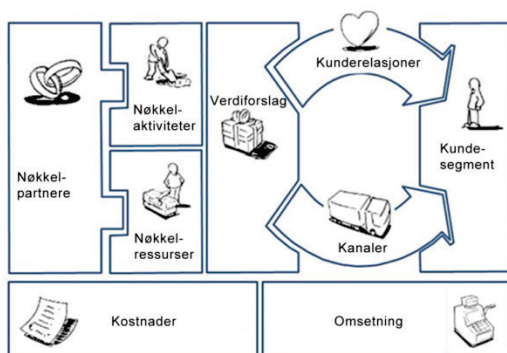 Nøkkel-
partnere
Nøkkel-
aktiviteter
Nøkkel-
ressurser
Verdiforslag
Kunderelasjoner
Kanaler
Kunde-
segment
Kostnader
Omsetning